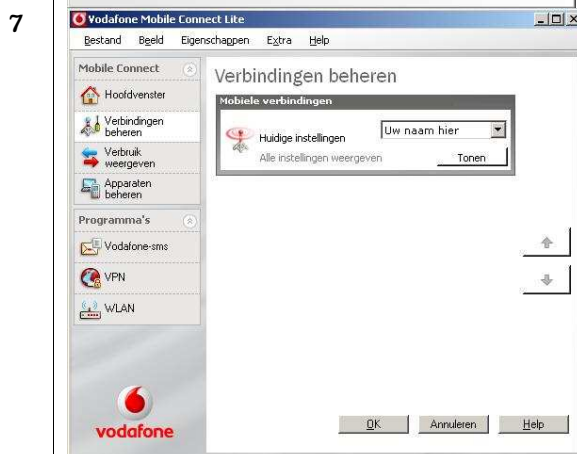 7
Vodafone Mobile Connect Lite
Bestand Beeld Eigenschappen Extra Help
Mobile Connect
Hoofdvenster
Verbindingen
beheren
Verbruik
weergeven
Apparaten
beheren
Programma's
Vodafone-sms
VPN
WLAN
vodafone
Verbindingen beheren
Mobiele verbindingen
Huidige instellingen Uw naam hier
Alle instellingen weergeven Tonen
OK Annuleren Help